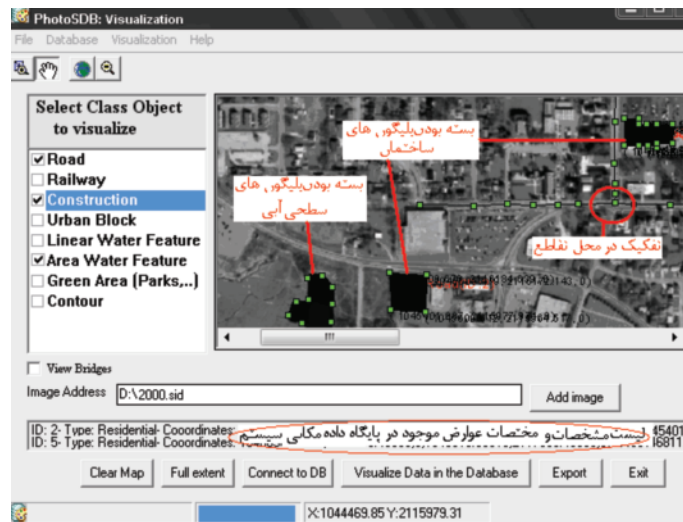 PhotoSDB: Visualization
File Database Visualization Help
Select Class Object
to visualize
Road
Railway
Construction
Urban Block
Linear Water Feature
Area Water Feature
Green Area (Parks,...)
Contour
بسته بودن پلیگون های
ساختمان
بسته بودن پلیگون های
سطحی آبی
تفکیک در محل تقاطع
View Bridges
Image Address D:\2000.sid Add image
ID: 2- Type: Residential- Cooordinates:
ID: 5- Type: Residential- Cooordinates:
لیست مشخصات و مختصات عوارض موجود در پایگاه داده مکانی سیستم
Clear Map Full extent Connect to DB Visualize Data in the Database Export Exit
X:1044469.85 Y:2115979.31